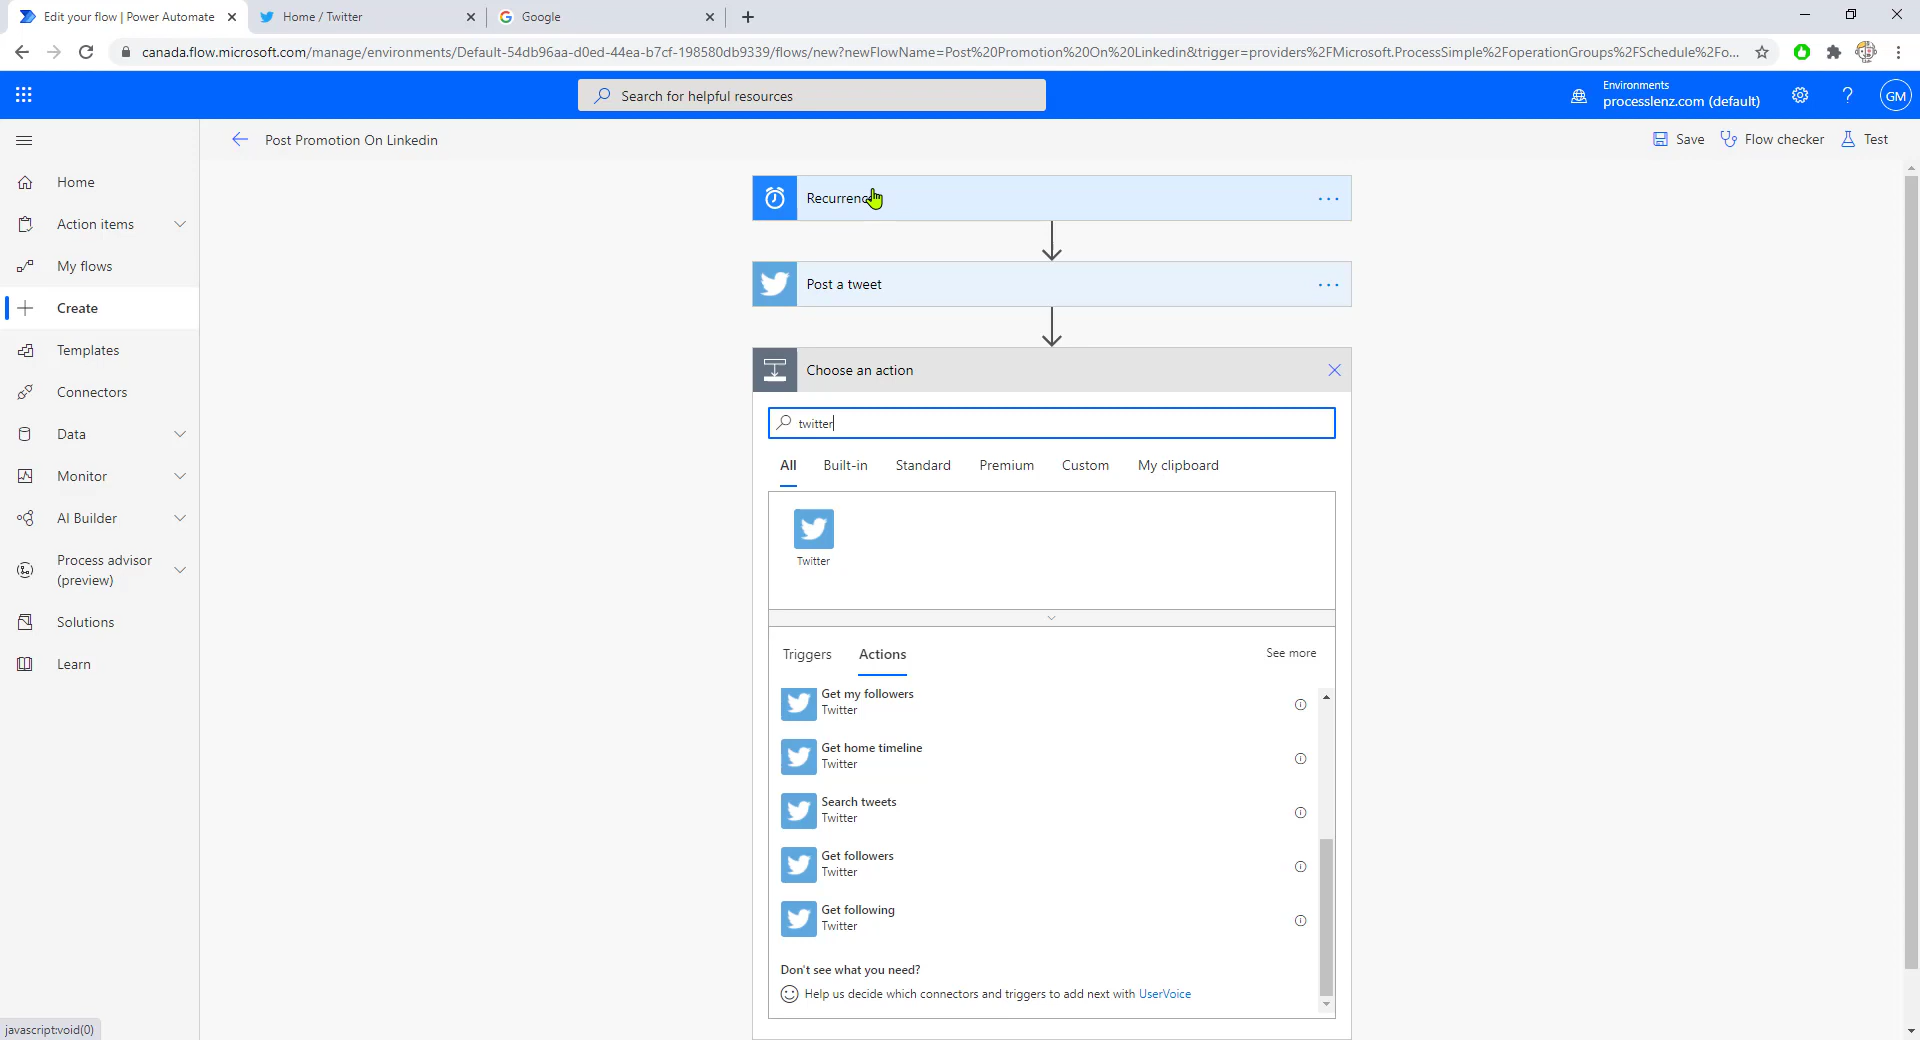 Edit your flow | Power Automate
Home / Twitter
Google
canada.flow.microsoft.com/manage/environments/Default-54db96aa-d0ed-44ea-b7cf-198580db9339/flows/new?newFlowName=Post%20Promotion%20On%20Linkedin&trigger=providers%2FMicrosoft.ProcessSimple%2FoperationGroups%2FSchedule%2Fo...
Search for helpful resources
Environments
processlenz.com (default)
?
GM
Post Promotion On Linkedin
Save
Flow checker
Test
Home
Action items
My flows
Create
Templates
Connectors
Data
Monitor
AI Builder
Process advisor
(preview)
Solutions
Learn
Recurrence
Post a tweet
Choose an action
twitter
All
Built-in
Standard
Premium
Custom
My clipboard
Twitter
Triggers
Actions
See more
Get my followers
Twitter
Get home timeline
Twitter
Search tweets
Twitter
Get followers
Twitter
Get following
Twitter
Don't see what you need?
Help us decide which connectors and triggers to add next with UserVoice
javascript:void(0)